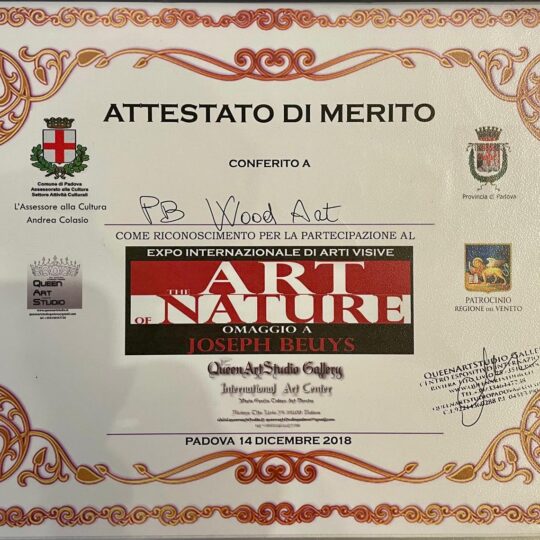 ATTESTATO DI MERITO
CONFERITO A
Comune di Padova
Assessorato alla Cultura
Settore Attività Culturali
L'Assessore alla Cultura
Andrea Colasio
Provincia di Padova
PB Wood Art
COME RICONOSCIMENTO PER LA PARTECIPAZIONE AL
EXPO INTERNAZIONALE DI ARTI VISIVE
THE ART
OF NATURE
OMAGGIO A
JOSEPH BEUYS
QUEEN
ART
STUDIO
PATROCINIO
REGIONE DEL VENETO
QueenArtStudio Gallery
International Art Center
QUEENARTSTUDIO GALLERY
PADOVA 14 DICEMBRE 2018